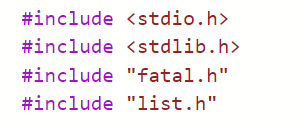 #include <stdio.h>
#include <stdlib.h>
#include "fatal.h"
#include "list.h"